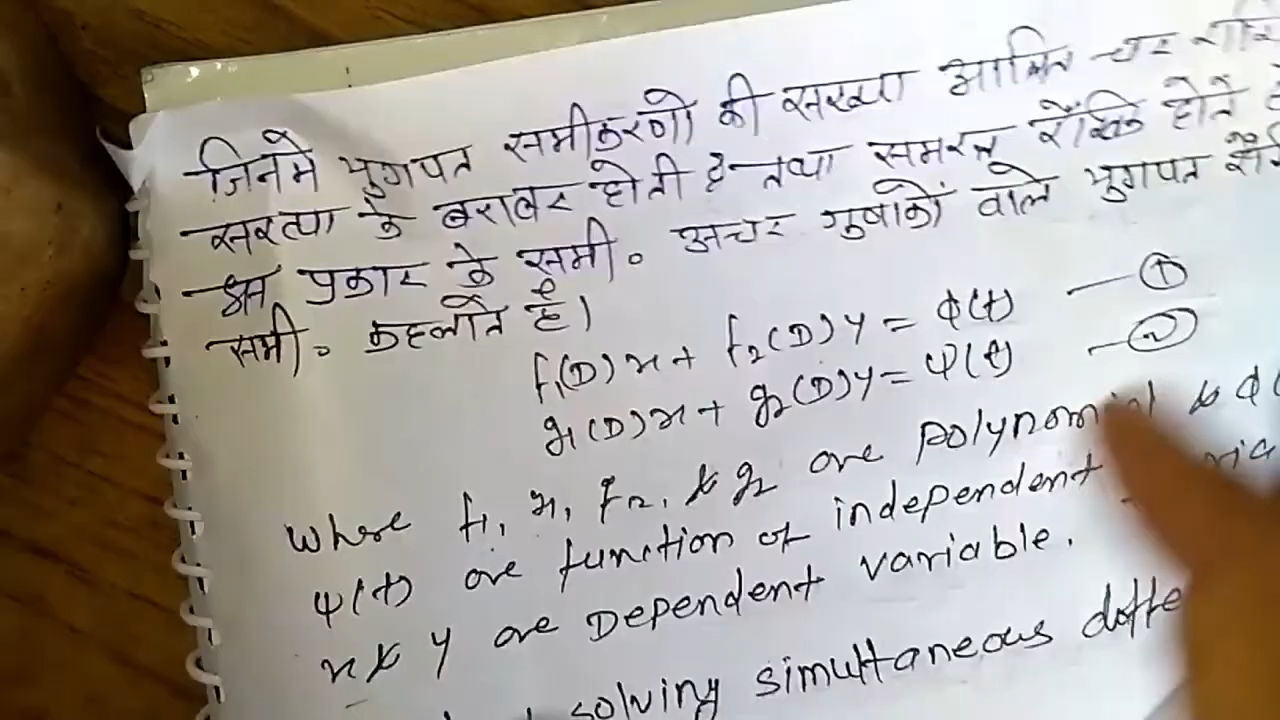 जिनमे युगपत समीकरणो की सख्या आश्रित चर
सख्या के बराबर होती है तथा समस्त रैखिक होते
इस प्रकार के समी॰ अचर गुणाकों वाले युगपत
समी॰ कहलाते है।
f₁(D)x + f₂(D)y = ϕ(t) — ①
g₁(D)x + g₂(D)y = ψ(t) — ②
Where f₁, g₁, f₂, & g₂ are polynomial & ϕ(
ψ(t) are function of independent
x & y are Dependent variable.
solving simultaneous diffe